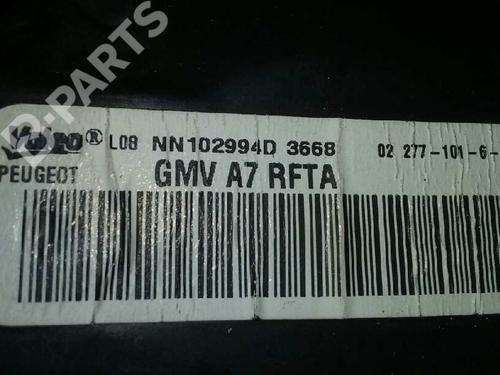 B-PARTS
Valeo® L08 NN102994D 3668 02 277-101-6-
PEUGEOT GMV A7 RFTA